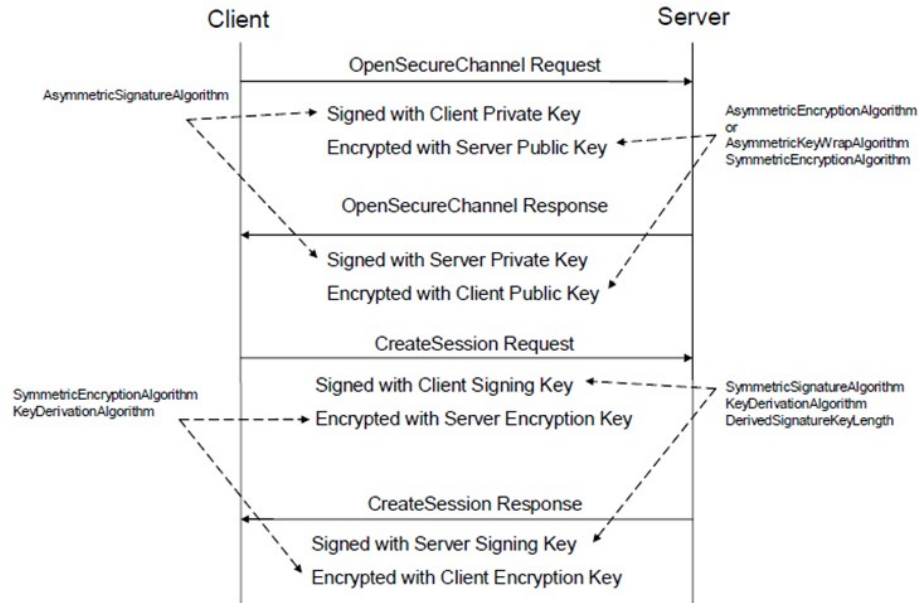 Client
Server
OpenSecureChannel Request
AsymmetricSignatureAlgorithm
Signed with Client Private Key
Encrypted with Server Public Key
AsymmetricEncryptionAlgorithm
or
AsymmetricKeyWrapAlgorithm
SymmetricEncryptionAlgorithm
OpenSecureChannel Response
Signed with Server Private Key
Encrypted with Client Public Key
CreateSession Request
SymmetricEncryptionAlgorithm
KeyDerivationAlgorithm
Signed with Client Signing Key
Encrypted with Server Encryption Key
SymmetricSignatureAlgorithm
KeyDerivationAlgorithm
DerivedSignatureKeyLength
CreateSession Response
Signed with Server Signing Key
Encrypted with Client Encryption Key